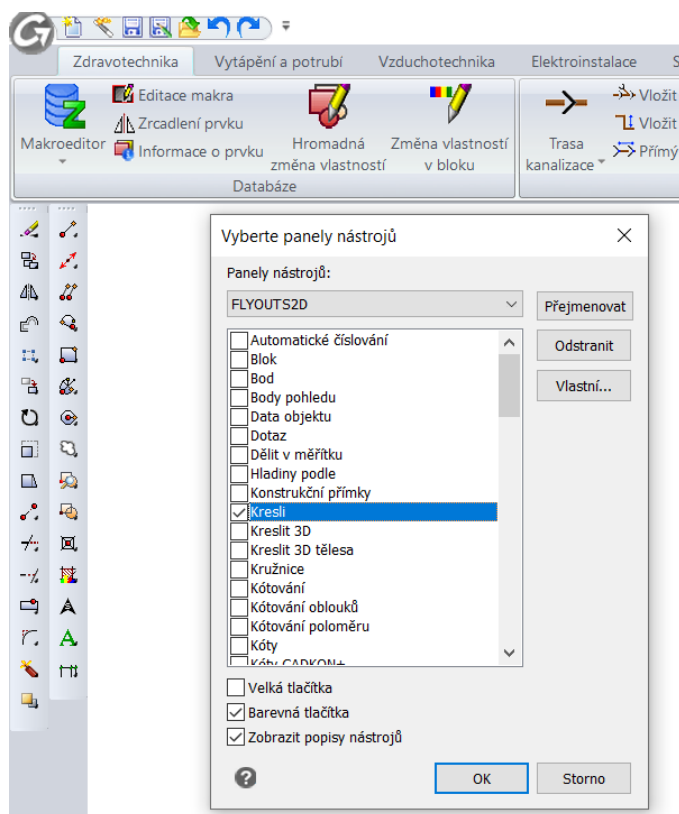 Zdravotechnika Vytápění a potrubí Vzduchotechnika Elektroinstalace S
Editace makra
Zrcadlení prvku
Informace o prvku
Makroeditor
Hromadná
změna vlastností
Změna vlastností
v bloku
Databáze
Trasa
kanalizace
Vložit
Vložit
Přímý
Vyberte panely nástrojů
Panely nástrojů:
FLYOUTS2D
Přejmenovat
Odstranit
Vlastní...
Automatické číslování
Blok
Bod
Body pohledu
Data objektu
Dotaz
Dělit v měřítku
Hladiny podle
Konstrukční přímky
Kresli
Kreslit 3D
Kreslit 3D tělesa
Kružnice
Kótování
Kótování oblouků
Kótování poloměru
Kóty
Kóty CADKON+
Velká tlačítka
Barevná tlačítka
Zobrazit popisy nástrojů
OK
Storno